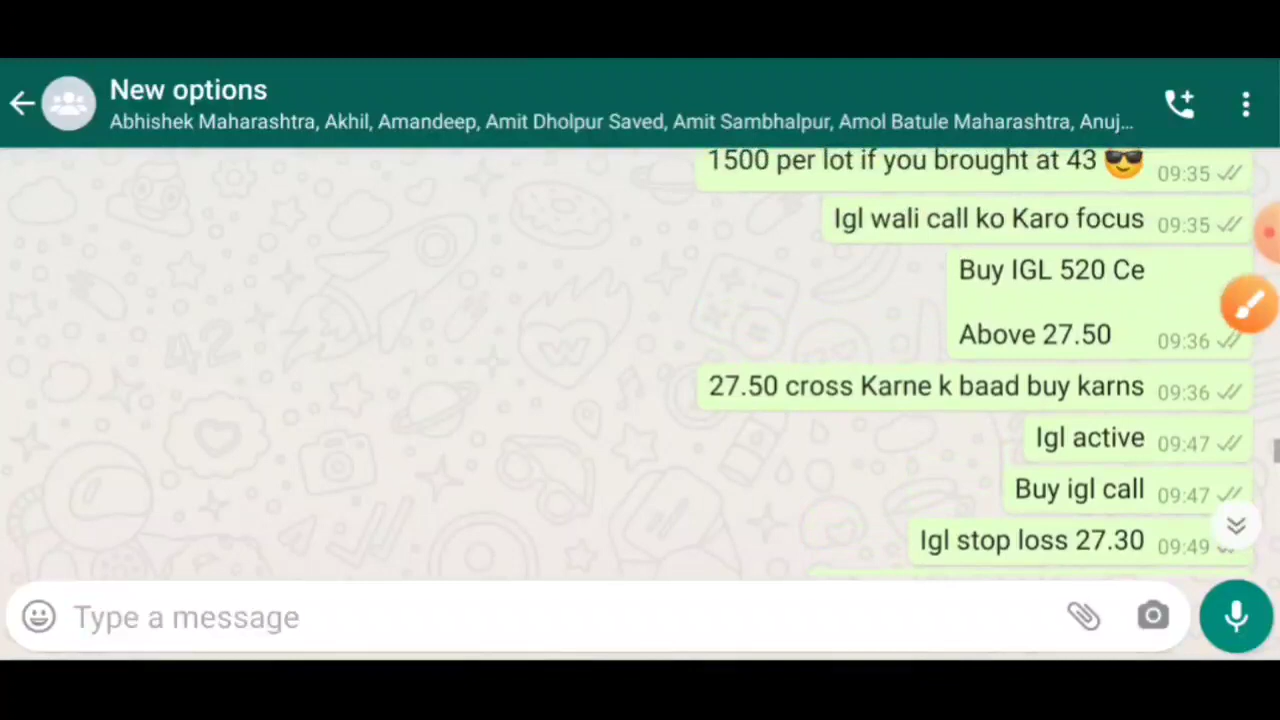 New options
Abhishek Maharashtra, Akhil, Amandeep, Amit Dholpur Saved, Amit Sambhalpur, Amol Batule Maharashtra, Anuj...
1500 per lot if you brought at 43 😎 09:35
Igl wali call ko Karo focus 09:35
Buy IGL 520 Ce
Above 27.50 09:36
27.50 cross Karne k baad buy karns 09:36
Igl active 09:47
Buy igl call 09:47
Igl stop loss 27.30 09:49
Type a message